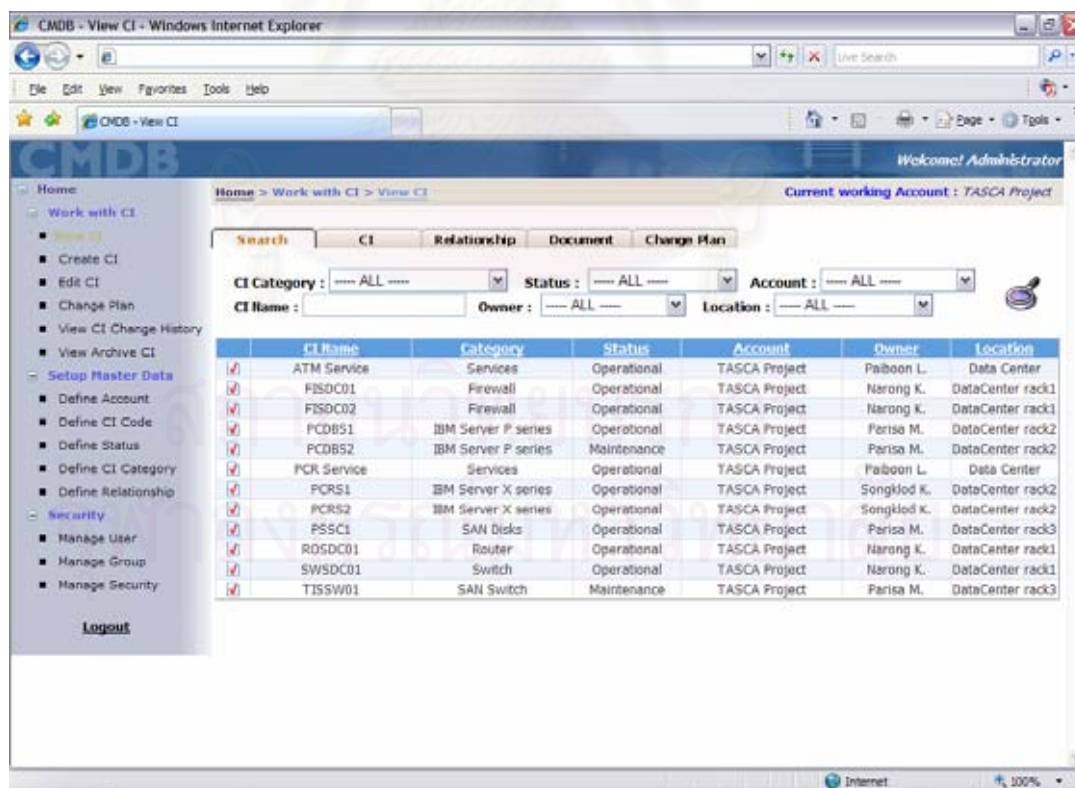 CMDB - View CI - Windows Internet Explorer
Live Search
File Edit View Favorites Tools Help
CMDB - View CI
Page Tools
CMDB
Welcome! Administrator
Home
Home > Work with CI > View CI
Current working Account : TASCA Project
Work with CI
View CI
Create CI
Edit CI
Change Plan
View CI Change History
View Archive CI
Setup Master Data
Define Account
Define CI Code
Define Status
Define CI Category
Define Relationship
Security
Manage User
Manage Group
Manage Security
Logout
Search CI Relationship Document Change Plan
CI Category : ----- ALL ----- Status : ----- ALL ----- Account : ----- ALL -----
CI Name : Owner : ----- ALL ----- Location : ----- ALL -----
CI Name Category Status Account Owner Location
ATM Service Services Operational TASCA Project Paiboon L. Data Center
FISDC01 Firewall Operational TASCA Project Narong K. DataCenter rack1
FISDC02 Firewall Operational TASCA Project Narong K. DataCenter rack1
PCDBS1 IBM Server P series Operational TASCA Project Parisa M. DataCenter rack2
PCDBS2 IBM Server P series Maintenance TASCA Project Parisa M. DataCenter rack2
PCR Service Services Operational TASCA Project Paiboon L. Data Center
PCRS1 IBM Server X series Operational TASCA Project Songklod K. DataCenter rack2
PCRS2 IBM Server X series Operational TASCA Project Songklod K. DataCenter rack2
PSSC1 SAN Disks Operational TASCA Project Parisa M. DataCenter rack3
ROSDC01 Router Operational TASCA Project Narong K. DataCenter rack1
SWSDC01 Switch Operational TASCA Project Narong K. DataCenter rack1
TISSW01 SAN Switch Maintenance TASCA Project Parisa M. DataCenter rack3
Internet
100%